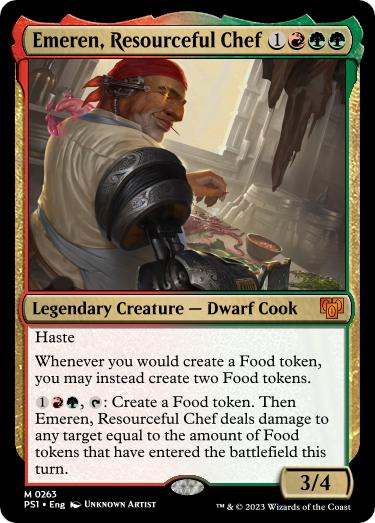 Emeren, Resourceful Chef 1
Legendary Creature — Dwarf Cook
Haste
Whenever you would create a Food token,
you may instead create two Food tokens.
1 , : Create a Food token. Then
Emeren, Resourceful Chef deals damage to
any target equal to the amount of Food
tokens that have entered the battlefield this
turn.
3/4
M 0263
PS1 • Eng Unknown Artist
™ & © 2023 Wizards of the Coast